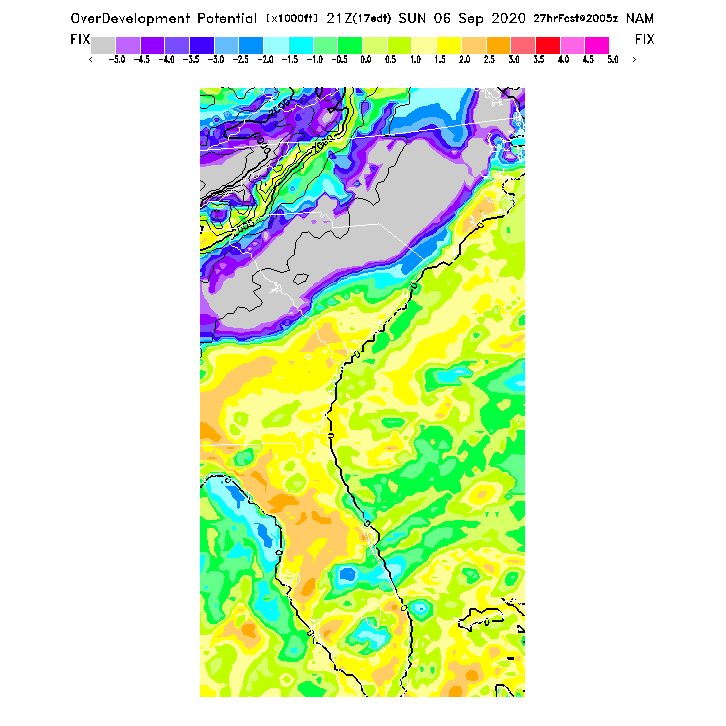 OverDevelopment Potential [x1000ft] 21Z(17edt) SUN 06 Sep 2020 27hrFcst@2005z NAM
FIX FIX
< -5.0 -4.5 -4.0 -3.5 -3.0 -2.5 -2.0 -1.5 -1.0 -0.5 0.0 0.5 1.0 1.5 2.0 2.5 3.0 3.5 4.0 4.5 5.0 >